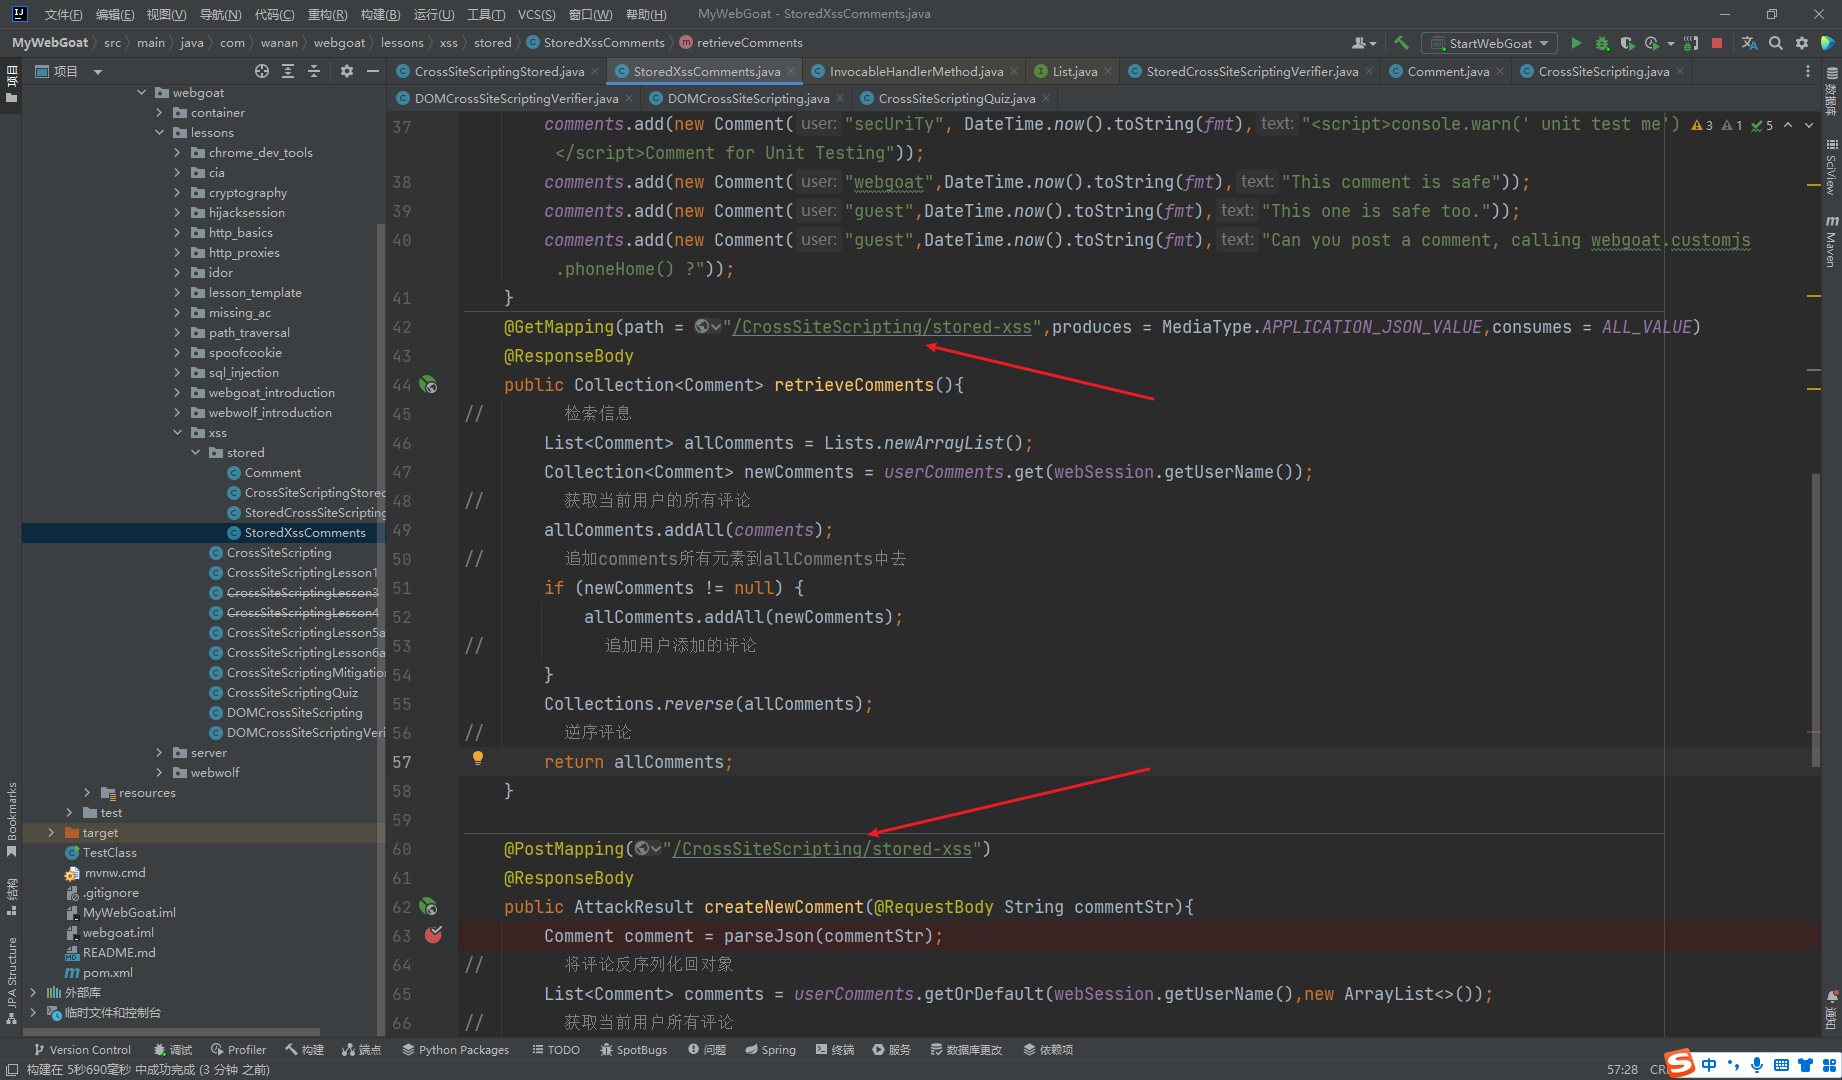 文件(F) 编辑(E) 视图(V) 导航(N) 代码(C) 重构(R) 构建(B) 运行(U) 工具(T) VCS(S) 窗口(W) 帮助(H) MyWebGoat - StoredXssComments.java
MyWebGoat src main java com wanan webgoat lessons xss stored StoredXssComments retrieveComments StartWebGoat
项目
CrossSiteScriptingStored.java StoredXssComments.java InvocableHandlerMethod.java List.java StoredCrossSiteScriptingVerifier.java Comment.java CrossSiteScripting.java
DOMCrossSiteScriptingVerifier.java DOMCrossSiteScripting.java CrossSiteScriptingQuiz.java
项目
webgoat
container
lessons
chrome_dev_tools
cia
cryptography
hijacksession
http_basics
http_proxies
idor
lesson_template
missing_ac
path_traversal
spoofcookie
sql_injection
webgoat_introduction
webwolf_introduction
xss
stored
Comment
CrossSiteScriptingStored
StoredCrossSiteScripting
StoredXssComments
CrossSiteScripting
CrossSiteScriptingLesson1
CrossSiteScriptingLesson3
CrossSiteScriptingLesson4
CrossSiteScriptingLesson5a
CrossSiteScriptingLesson6a
CrossSiteScriptingMitigation
CrossSiteScriptingQuiz
DOMCrossSiteScripting
DOMCrossSiteScriptingVeri
server
webwolf
resources
test
target
TestClass
mvnw.cmd
.gitignore
MyWebGoat.iml
webgoat.iml
README.md
pom.xml
外部库
临时文件和控制台
37 comments.add(new Comment( user: "secUriTy", DateTime.now().toString(fmt), text: "<script>console.warn(' unit test me') 3 1 5
</script>Comment for Unit Testing"));
38 comments.add(new Comment( user: "webgoat",DateTime.now().toString(fmt), text: "This comment is safe"));
39 comments.add(new Comment( user: "guest",DateTime.now().toString(fmt), text: "This one is safe too."));
40 comments.add(new Comment( user: "guest",DateTime.now().toString(fmt), text: "Can you post a comment, calling webgoat.customjs
.phoneHome() ?"));
41 }
42 @GetMapping(path = "/CrossSiteScripting/stored-xss",produces = MediaType.APPLICATION_JSON_VALUE,consumes = ALL_VALUE)
43 @ResponseBody
44 public Collection<Comment> retrieveComments(){
45 // 检索信息
46 List<Comment> allComments = Lists.newArrayList();
47 Collection<Comment> newComments = userComments.get(webSession.getUserName());
48 // 获取当前用户的所有评论
49 allComments.addAll(comments);
50 // 追加comments所有元素到allComments中去
51 if (newComments != null) {
52 allComments.addAll(newComments);
53 // 追加用户添加的评论
54 }
55 Collections.reverse(allComments);
56 // 逆序评论
57 return allComments;
58 }
59
60 @PostMapping("/CrossSiteScripting/stored-xss")
61 @ResponseBody
62 public AttackResult createNewComment(@RequestBody String commentStr){
63 Comment comment = parseJson(commentStr);
64 // 将评论反序列化回对象
65 List<Comment> comments = userComments.getOrDefault(webSession.getUserName(),new ArrayList<>());
66 // 获取当前用户所有评论
Bookmarks
结构
JPA Structure
数据库
SciView
m Maven
通知
Version Control 调试 Profiler 构建 端点 Python Packages TODO SpotBugs 问题 Spring 终端 服务 数据库更改 依赖项
构建在 5秒690毫秒 中成功完成 (3 分钟 之前) 57:28
S 中